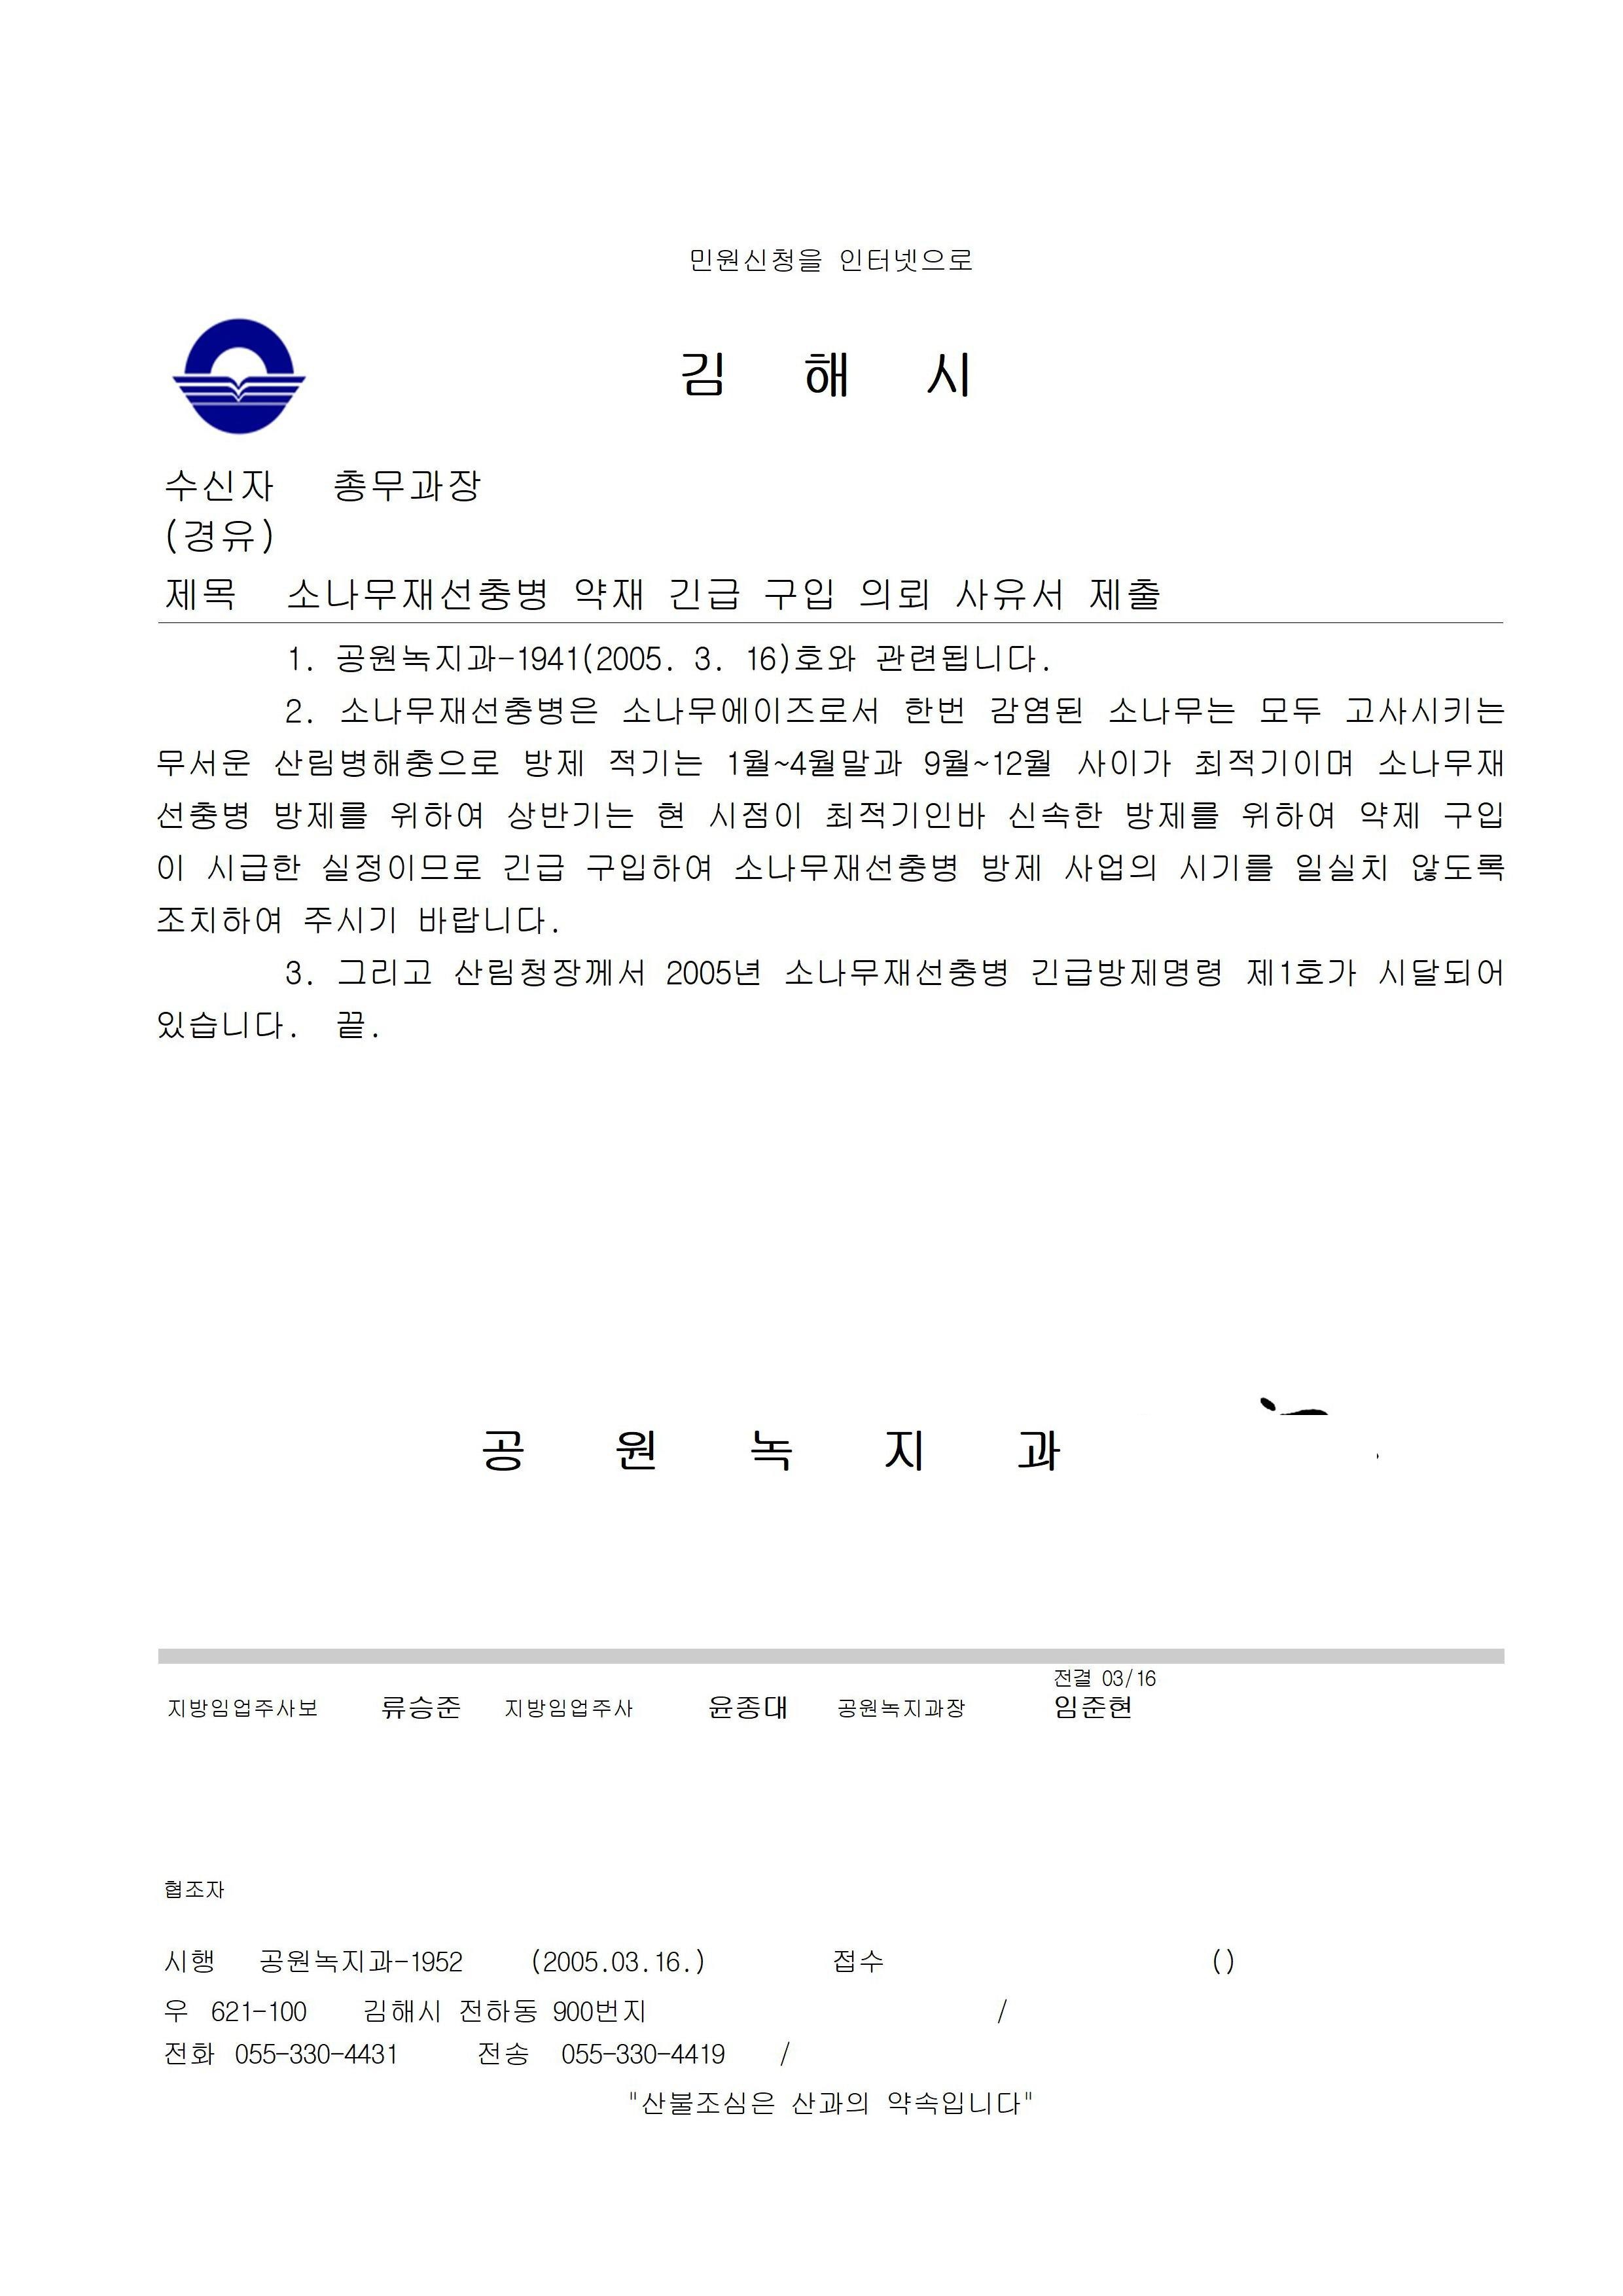 민원신청을 인터넷으로
김 해 시
수신자 총무과장
(경유)
제목 소나무재선충병 약재 긴급 구입 의뢰 사유서 제출
1. 공원녹지과-1941(2005. 3. 16)호와 관련됩니다.
2. 소나무재선충병은 소나무에이즈로서 한번 감염된 소나무는 모두 고사시키는
무서운 산림병해충으로 방제 적기는 1월~4월말과 9월~12월 사이가 최적기이며 소나무재
선충병 방제를 위하여 상반기는 현 시점이 최적기인바 신속한 방제를 위하여 약제 구입
이 시급한 실정이므로 긴급 구입하여 소나무재선충병 방제 사업의 시기를 일실치 않도록
조치하여 주시기 바랍니다.
3. 그리고 산림청장께서 2005년 소나무재선충병 긴급방제명령 제1호가 시달되어
있습니다. 끝.
공 원 녹 지 과
전결 03/16
지방임업주사보 류승준 지방임업주사 윤종대 공원녹지과장 임준현
협조자
시행 공원녹지과-1952 (2005.03.16.) 접수 ()
우 621-100 김해시 전하동 900번지 /
전화 055-330-4431 전송 055-330-4419 /
"산불조심은 산과의 약속입니다"